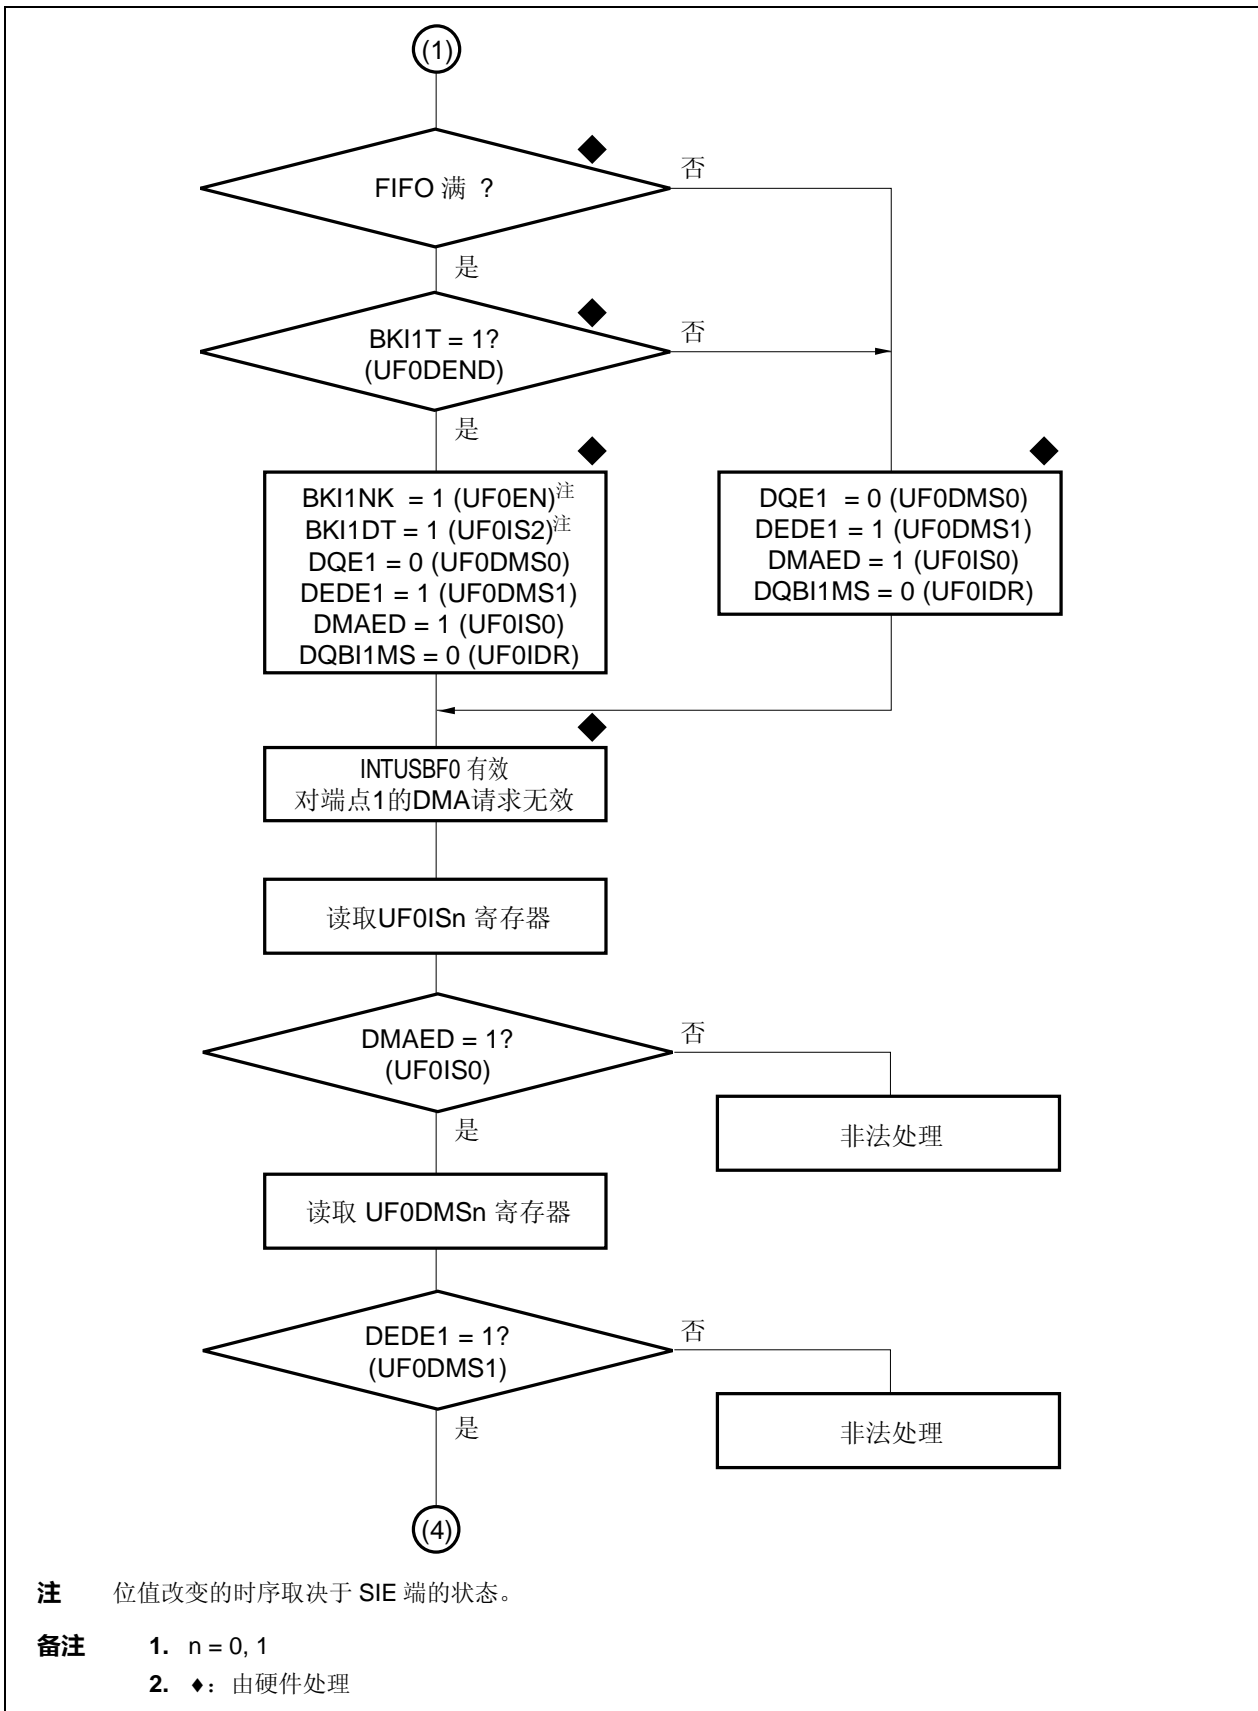 (1)
FIFO 满 ?
否
是
BKI1T = 1?
(UF0DEND)
否
是
BKI1NK = 1 (UF0EN)注
BKI1DT = 1 (UF0IS2)注
DQE1 = 0 (UF0DMS0)
DEDE1 = 1 (UF0DMS1)
DMAED = 1 (UF0IS0)
DQBI1MS = 0 (UF0IDR)
DQE1 = 0 (UF0DMS0)
DEDE1 = 1 (UF0DMS1)
DMAED = 1 (UF0IS0)
DQBI1MS = 0 (UF0IDR)
INTUSBF0 有效
对端点1的DMA请求无效
读取UF0ISn 寄存器
DMAED = 1?
(UF0IS0)
否
非法处理
是
读取 UF0DMSn 寄存器
DEDE1 = 1?
(UF0DMS1)
否
非法处理
是
(4)
注 位值改变的时序取决于 SIE 端的状态。
备注 1. n = 0, 1
2. ♦：由硬件处理